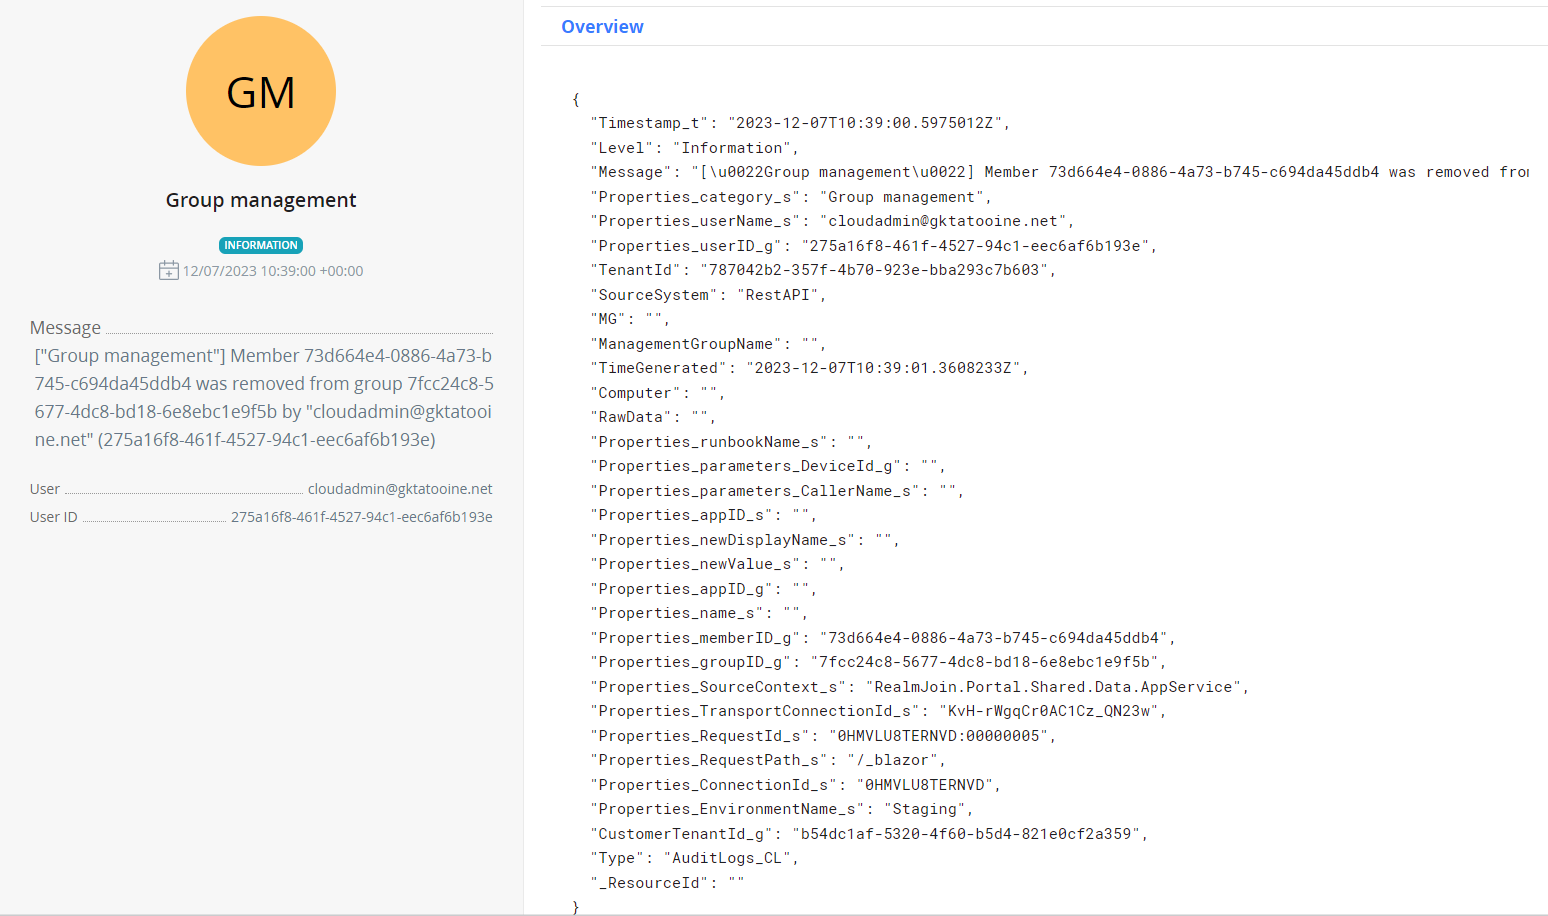 GM
Group management
INFORMATION
12/07/2023 10:39:00 +00:00
Message
["Group management"] Member 73d664e4-0886-4a73-b
745-c694da45ddb4 was removed from group 7fcc24c8-5
677-4dc8-bd18-6e8ebc1e9f5b by "cloudadmin@gktatooi
ne.net" (275a16f8-461f-4527-94c1-eec6af6b193e)
User cloudadmin@gktatooine.net
User ID 275a16f8-461f-4527-94c1-eec6af6b193e
Overview
{
"Timestamp_t": "2023-12-07T10:39:00.5975012Z",
"Level": "Information",
"Message": "[\u0022Group management\u0022] Member 73d664e4-0886-4a73-b745-c694da45ddb4 was removed from
"Properties_category_s": "Group management",
"Properties_userName_s": "cloudadmin@gktatooine.net",
"Properties_userID_g": "275a16f8-461f-4527-94c1-eec6af6b193e",
"TenantId": "787042b2-357f-4b70-923e-bba293c7b603",
"SourceSystem": "RestAPI",
"MG": "",
"ManagementGroupName": "",
"TimeGenerated": "2023-12-07T10:39:01.3608233Z",
"Computer": "",
"RawData": "",
"Properties_runbookName_s": "",
"Properties_parameters_DeviceId_g": "",
"Properties_parameters_CallerName_s": "",
"Properties_appID_s": "",
"Properties_newDisplayName_s": "",
"Properties_newValue_s": "",
"Properties_appID_g": "",
"Properties_name_s": "",
"Properties_memberID_g": "73d664e4-0886-4a73-b745-c694da45ddb4",
"Properties_groupID_g": "7fcc24c8-5677-4dc8-bd18-6e8ebc1e9f5b",
"Properties_SourceContext_s": "RealmJoin.Portal.Shared.Data.AppService",
"Properties_TransportConnectionId_s": "KvH-rWgqCr0AC1Cz_QN23w",
"Properties_RequestId_s": "0HMVLU8TERNVD:00000005",
"Properties_RequestPath_s": "/_blazor",
"Properties_ConnectionId_s": "0HMVLU8TERNVD",
"Properties_EnvironmentName_s": "Staging",
"CustomerTenantId_g": "b54dc1af-5320-4f60-b5d4-821e0cf2a359",
"Type": "AuditLogs_CL",
"_ResourceId": ""
}